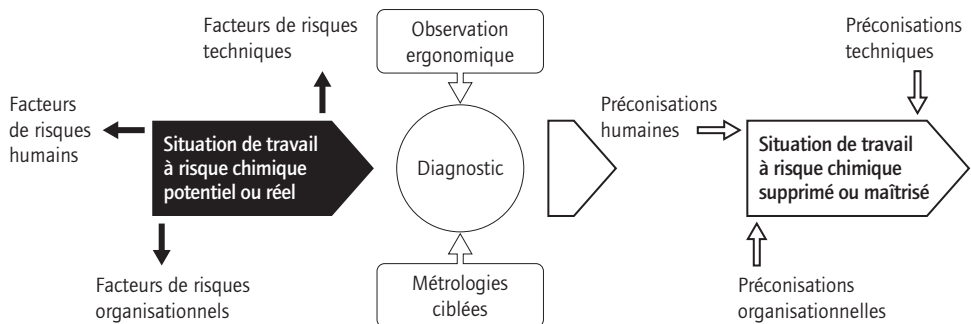 Facteurs de risques
techniques
Observation
ergonomique
Préconisations
techniques
Facteurs
de risques
humains
Situation de travail
à risque chimique
potentiel ou réel
Diagnostic
Préconisations
humaines
Situation de travail
à risque chimique
supprimé ou maîtrisé
Facteurs de risques
organisationnels
Métrologies
ciblées
Préconisations
organisationnelles